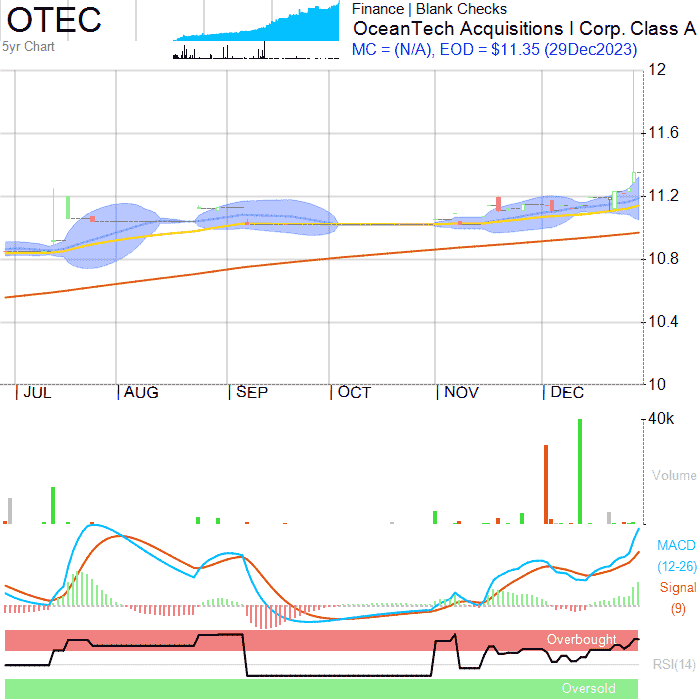 OTEC
5yr Chart
Finance | Blank Checks
OceanTech Acquisitions I Corp. Class A
MC = (N/A), EOD = $11.35 (29Dec2023)
12
11.6
11.2
10.8
10.4
10
JUL AUG SEP OCT NOV DEC
40k
Volume
MACD
(12-26)
Signal
(9)
Overbought
RSI(14)
Oversold